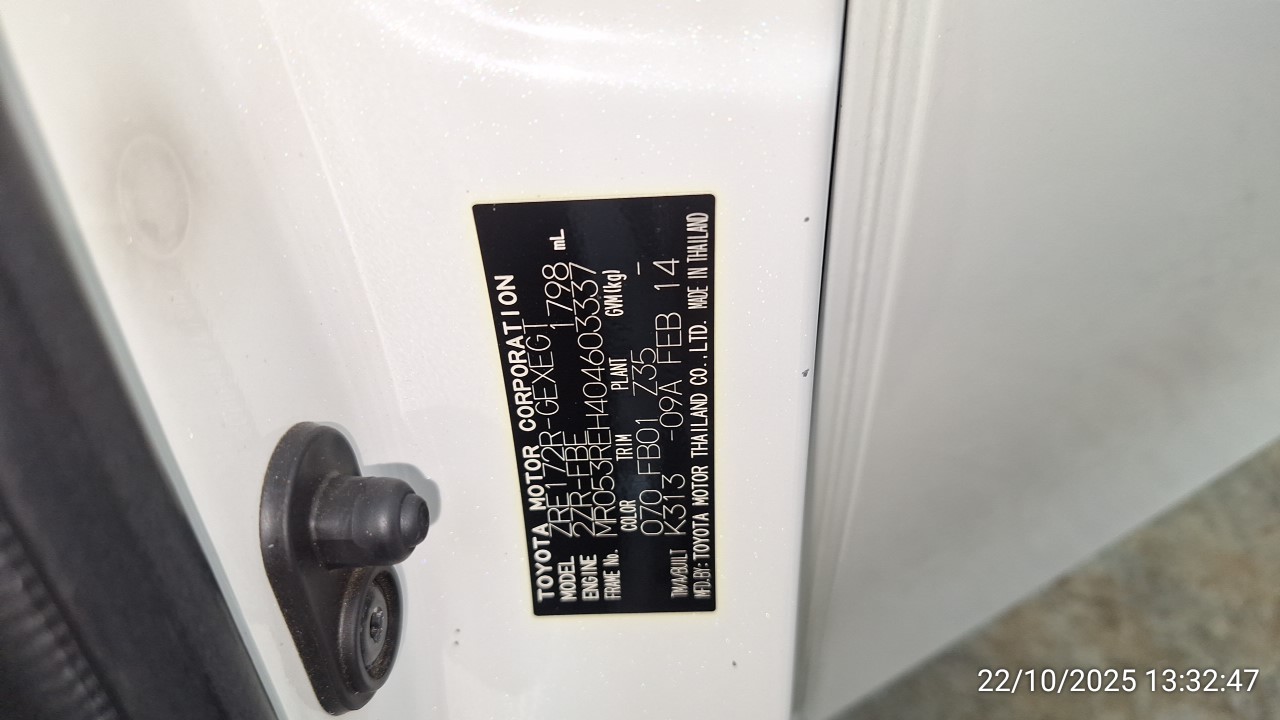 TOYOTA MOTOR CORPORATION
MODEL ZRE172R-GEXEGT
ENGINE 2ZR-FBE 1798 mL
FRAME No. MR053REH404603337
COLOR TRIM PLANT GVM(kg)
070 FB01 Z35 -
TM/A/BUILT K313 -09A FEB 14
MFD.BY:TOYOTA MOTOR THAILAND CO.,LTD. MADE IN THAILAND
22/10/2025 13:32:47